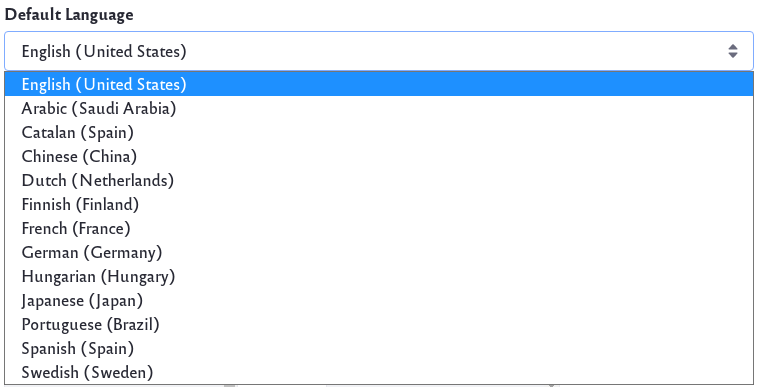 Default Language
English (United States)
English (United States)
Arabic (Saudi Arabia)
Catalan (Spain)
Chinese (China)
Dutch (Netherlands)
Finnish (Finland)
French (France)
German (Germany)
Hungarian (Hungary)
Japanese (Japan)
Portuguese (Brazil)
Spanish (Spain)
Swedish (Sweden)